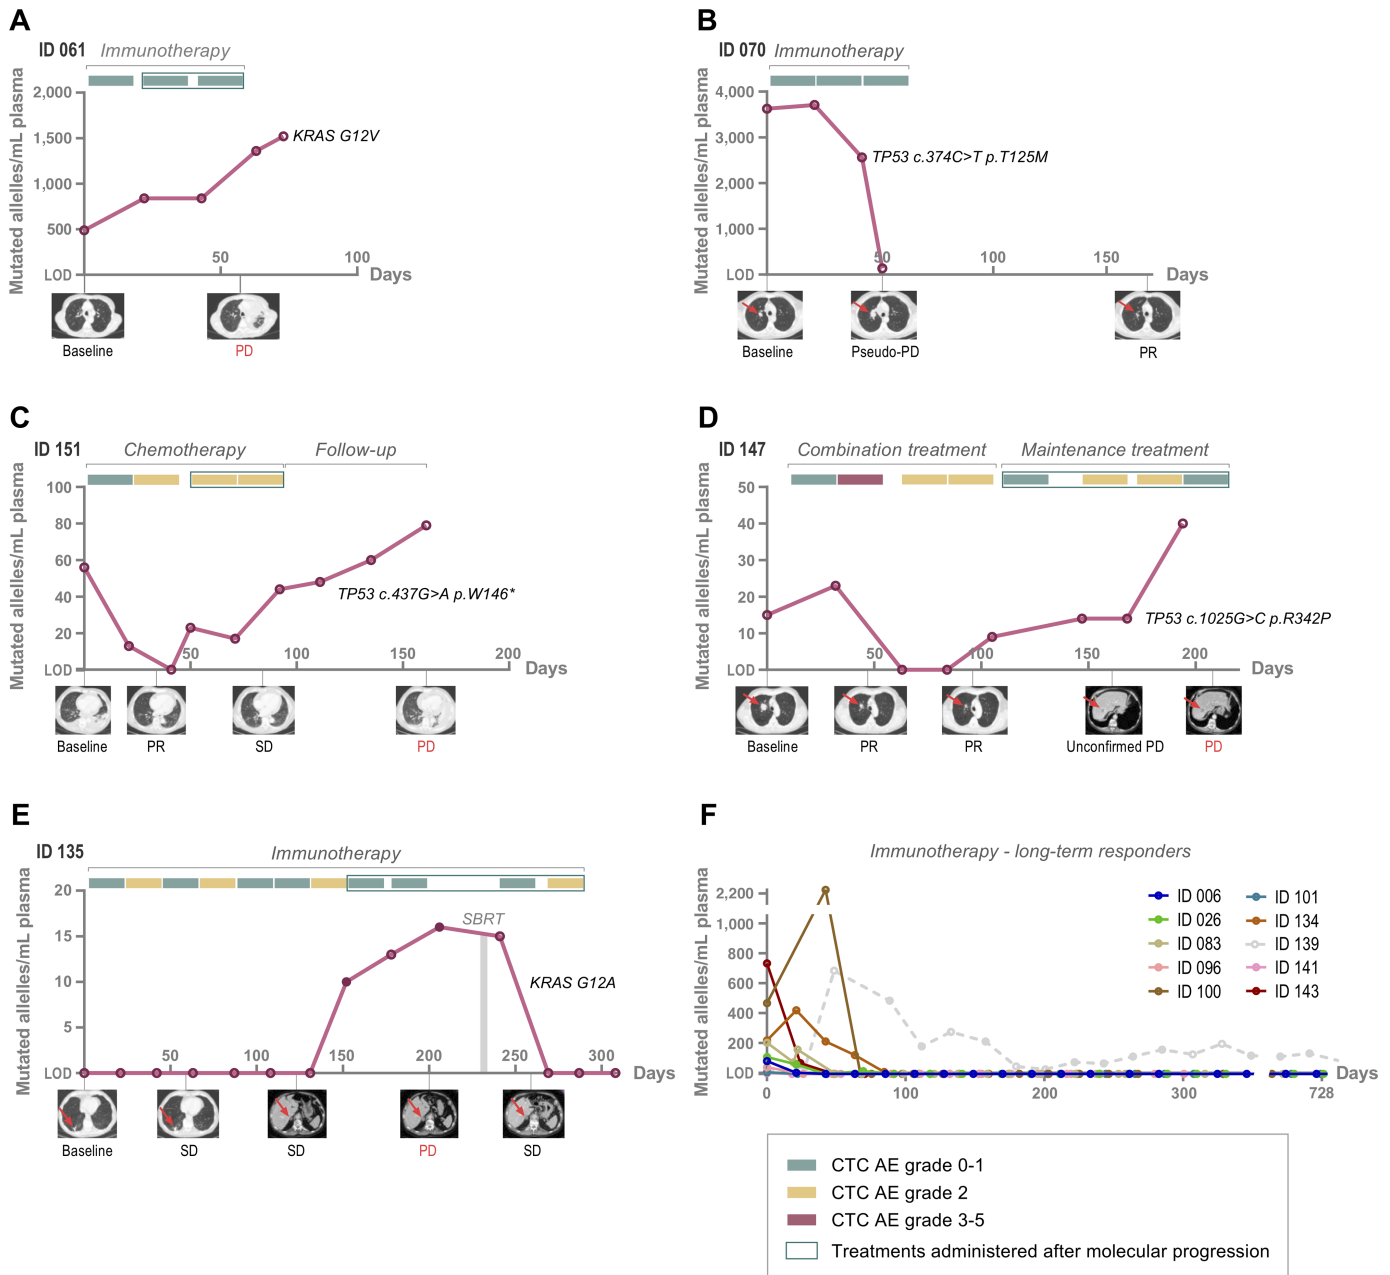 A
ID 061 Immunotherapy
Mutated alleles/mL plasma
2,000
1,500
1,000
500
LOD
KRAS G12V
50 100 Days
Baseline PD
B
ID 070 Immunotherapy
Mutated alleles/mL plasma
4,000
3,000
2,000
1,000
LOD
TP53 c.374C>T p.T125M
50 100 150 Days
Baseline Pseudo-PD PR
C
ID 151 Chemotherapy Follow-up
Mutated alleles/mL plasma
100
80
60
40
20
LOD
TP53 c.437G>A p.W146*
50 100 150 200 Days
Baseline PR SD PD
D
ID 147 Combination treatment Maintenance treatment
Mutated alleles/mL plasma
50
40
30
20
10
LOD
TP53 c.1025G>C p.R342P
50 100 150 200 Days
Baseline PR PR Unconfirmed PD PD
E
ID 135 Immunotherapy
Mutated alleles/mL plasma
20
15
10
5
LOD
SBRT
KRAS G12A
50 100 150 200 250 300 Days
Baseline SD SD PD SD
F
Immunotherapy - long-term responders
Mutated alleles/mL plasma
2,200
1,000
800
600
400
200
LOD
ID 006 ID 101
ID 026 ID 134
ID 083 ID 139
ID 096 ID 141
ID 100 ID 143
0 100 200 300 728 Days
CTC AE grade 0-1
CTC AE grade 2
CTC AE grade 3-5
Treatments administered after molecular progression